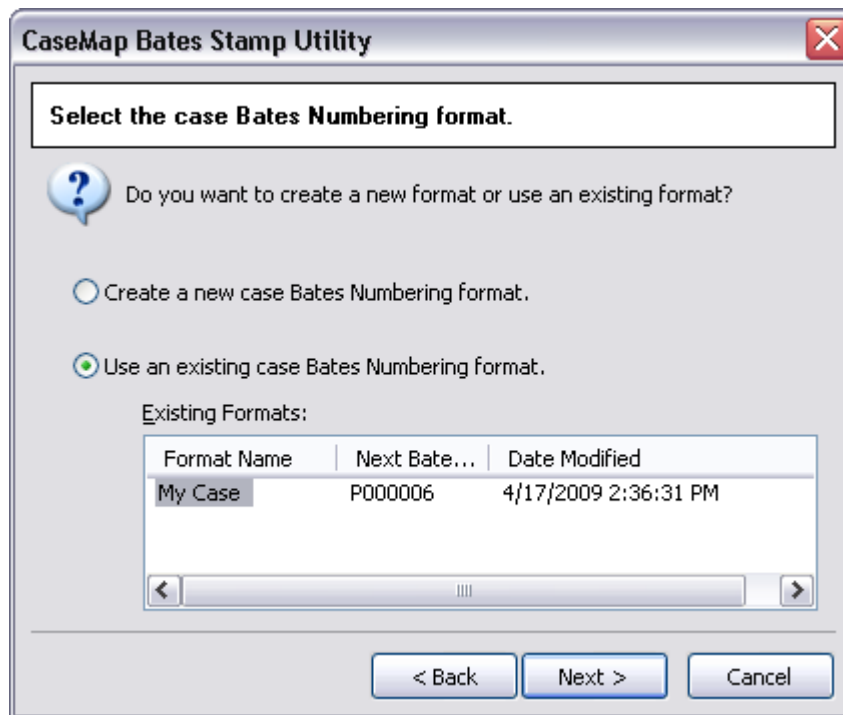 CaseMap Bates Stamp Utility
Select the case Bates Numbering format.
Do you want to create a new format or use an existing format?
Create a new case Bates Numbering format.
Use an existing case Bates Numbering format.
Existing Formats:
Format Name Next Bate... Date Modified
My Case P000006 4/17/2009 2:36:31 PM
< Back Next > Cancel